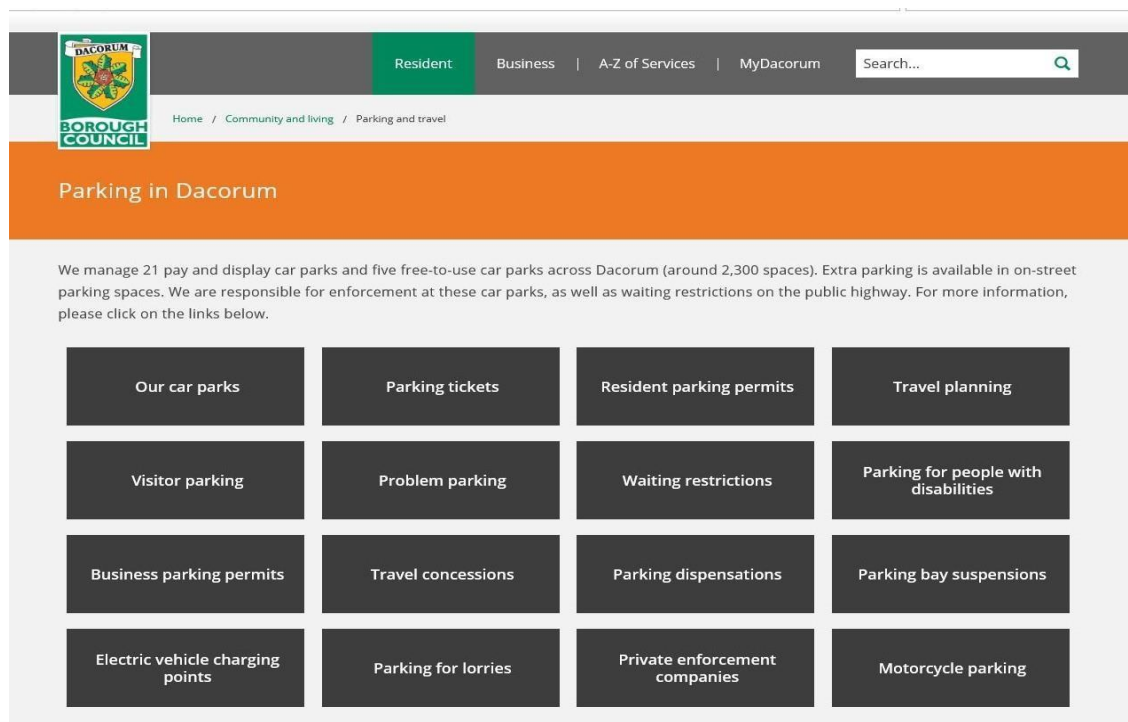 DACORUM
BOROUGH
COUNCIL
Resident Business | A-Z of Services | MyDacorum Search...
Home / Community and living / Parking and travel
Parking in Dacorum
We manage 21 pay and display car parks and five free-to-use car parks across Dacorum (around 2,300 spaces). Extra parking is available in on-street
parking spaces. We are responsible for enforcement at these car parks, as well as waiting restrictions on the public highway. For more information,
please click on the links below.
Our car parks
Parking tickets
Resident parking permits
Travel planning
Visitor parking
Problem parking
Waiting restrictions
Parking for people with
disabilities
Business parking permits
Travel concessions
Parking dispensations
Parking bay suspensions
Electric vehicle charging
points
Parking for lorries
Private enforcement
companies
Motorcycle parking